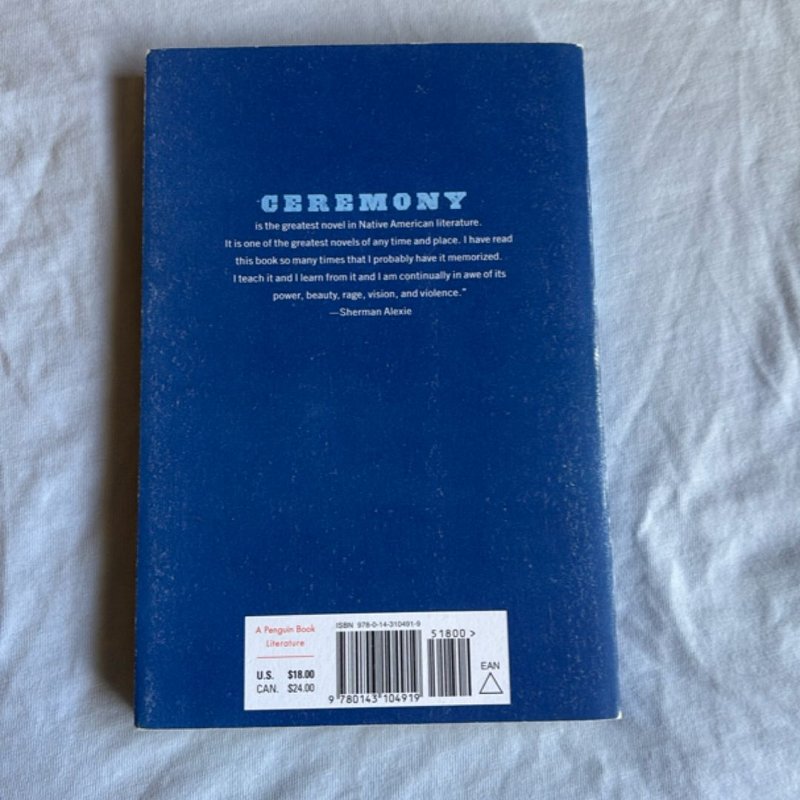 CEREMONY
is the greatest novel in Native American literature.
It is one of the greatest novels of any time and place. I have read
this book so many times that I probably have it memorized.
I teach it and I learn from it and I am continually in awe of its
power, beauty, rage, vision, and violence."
—Sherman Alexie
A Penguin Book
Literature
U.S. $18.00
CAN. $24.00
ISBN 978-0-14-310491-9
51800 >
EAN
9 780143 104919